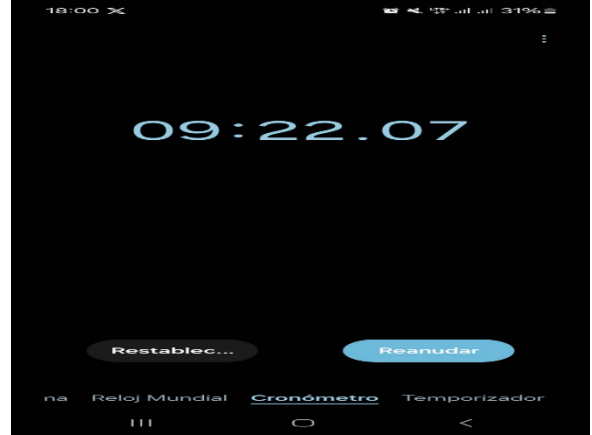 18:00 31%
09:22.07
Restablec... Reanudar
na Reloj Mundial Cronómetro Temporizador